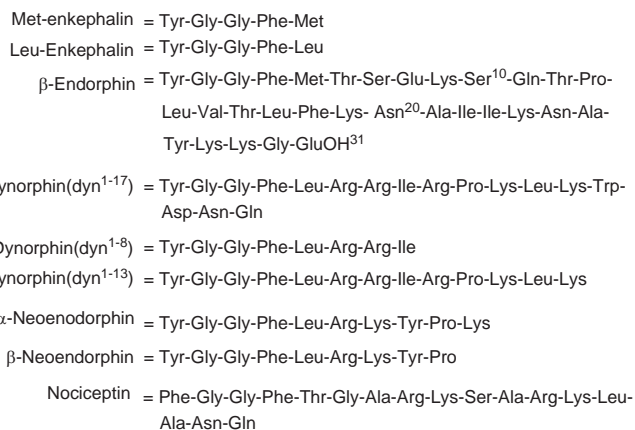 Met-enkephalin = Tyr-Gly-Gly-Phe-Met
Leu-Enkephalin = Tyr-Gly-Gly-Phe-Leu
β-Endorphin = Tyr-Gly-Gly-Phe-Met-Thr-Ser-Glu-Lys-Ser10-Gln-Thr-Pro-
Leu-Val-Thr-Leu-Phe-Lys- Asn20-Ala-Ile-Ile-Lys-Asn-Ala-
Tyr-Lys-Lys-Gly-GluOH31
ynorphin(dyn1-17) = Tyr-Gly-Gly-Phe-Leu-Arg-Arg-Ile-Arg-Pro-Lys-Leu-Lys-Trp-
Asp-Asn-Gln
Dynorphin(dyn1-8) = Tyr-Gly-Gly-Phe-Leu-Arg-Arg-Ile
ynorphin(dyn1-13) = Tyr-Gly-Gly-Phe-Leu-Arg-Arg-Ile-Arg-Pro-Lys-Leu-Lys
α-Neoenodorphin = Tyr-Gly-Gly-Phe-Leu-Arg-Lys-Tyr-Pro-Lys
β-Neoendorphin = Tyr-Gly-Gly-Phe-Leu-Arg-Lys-Tyr-Pro
Nociceptin = Phe-Gly-Gly-Phe-Thr-Gly-Ala-Arg-Lys-Ser-Ala-Arg-Lys-Leu-
Ala-Asn-Gln